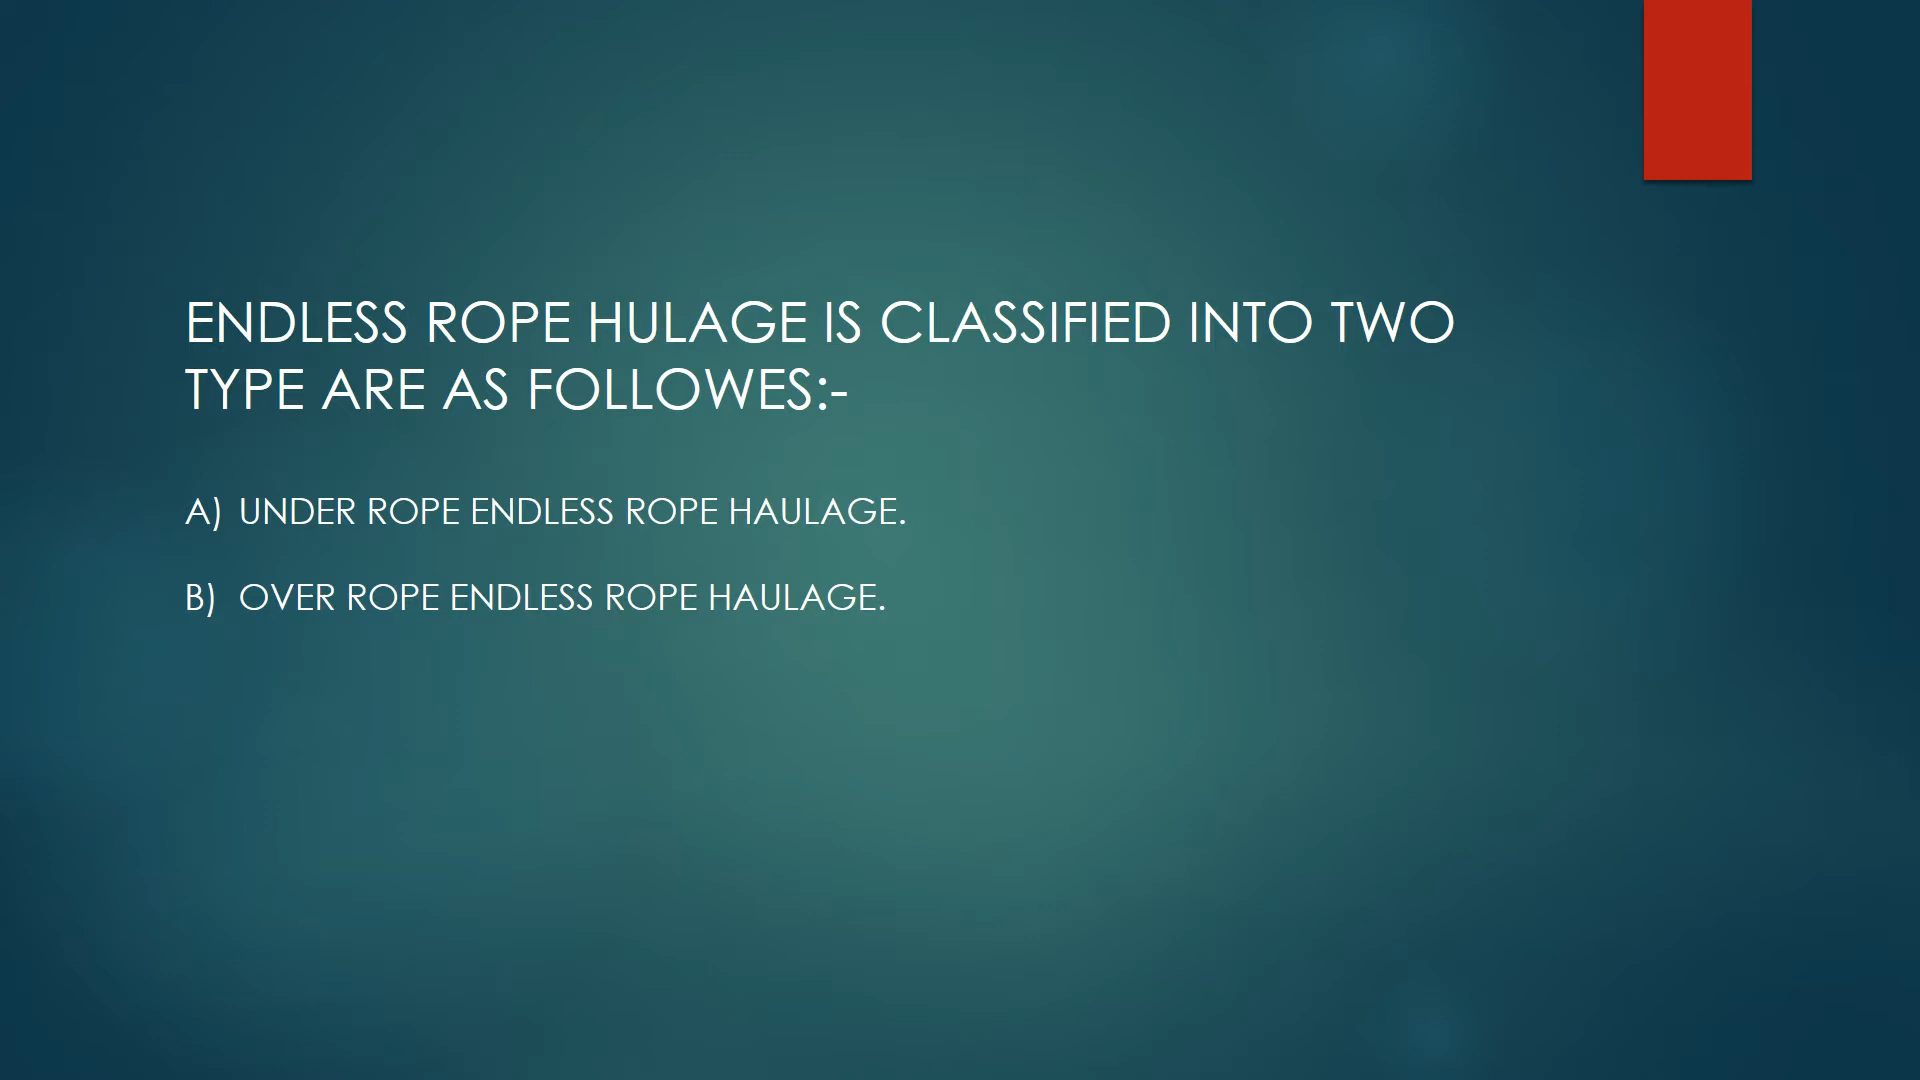 ENDLESS ROPE HULAGE IS CLASSIFIED INTO TWO
TYPE ARE AS FOLLOWES:-
A) UNDER ROPE ENDLESS ROPE HAULAGE.
B) OVER ROPE ENDLESS ROPE HAULAGE.